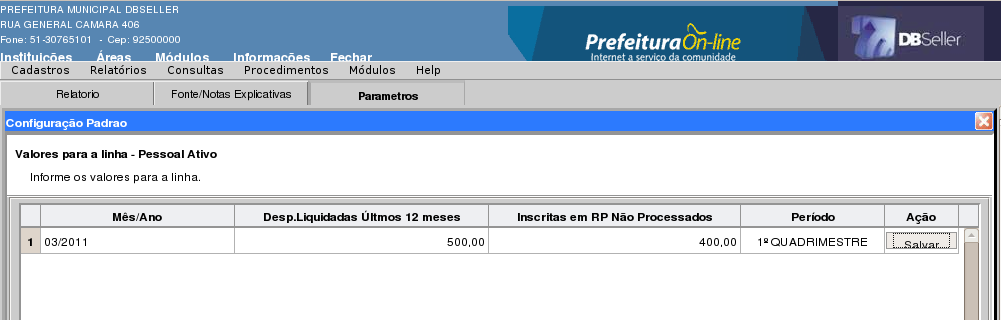 PREFEITURA MUNICIPAL DBSELLER
RUA GENERAL CAMARA 406
Fone: 51-30765101 - Cep: 92500000
Instituições Áreas Módulos Informações Fechar
PrefeituraOn-line
Internet a serviço da comunidade
DBSeller
Cadastros Relatórios Consultas Procedimentos Módulos Help
Relatorio Fonte/Notas Explicativas Parametros
Configuração Padrao
Valores para a linha - Pessoal Ativo
Informe os valores para a linha.
Mês/Ano Desp.Liquidadas Últmos 12 meses Inscritas em RP Não Processados Período Ação
1 03/2011 500,00 400,00 1º QUADRIMESTRE Salvar